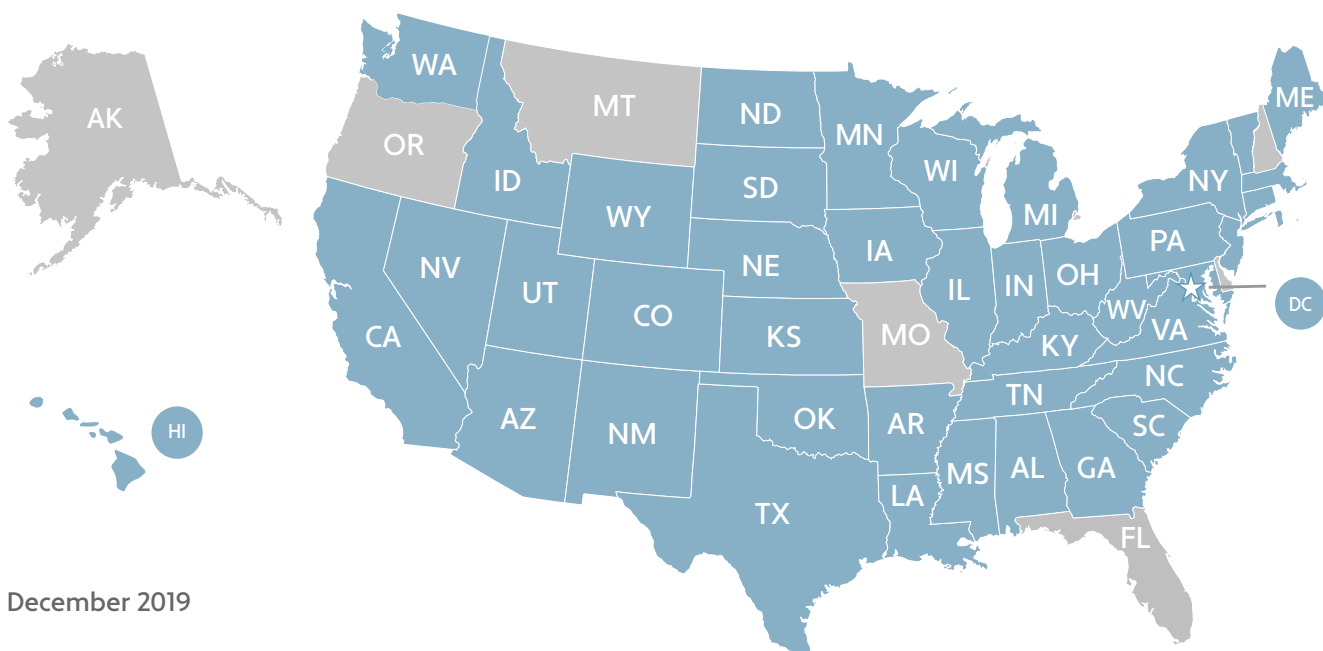 WA
MT
ND
MN
ME
AK
OR
ID
WY
SD
WI
MI
NY
NV
UT
CO
NE
IA
IL
IN
OH
PA
DC
CA
KS
MO
KY
WV
VA
HI
AZ
NM
OK
AR
TN
NC
SC
TX
LA
MS
AL
GA
FL
December 2019